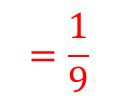 = 1/9